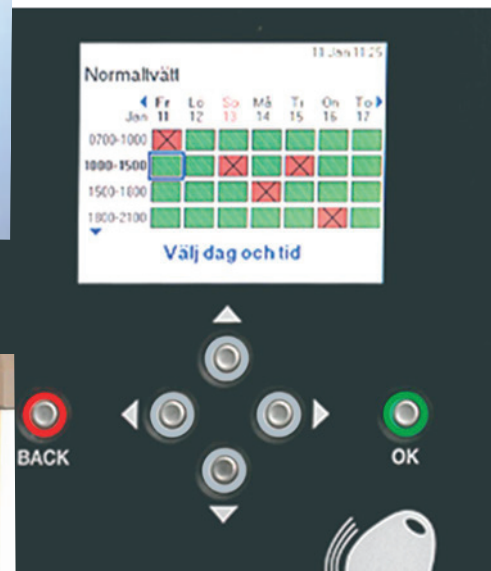 11 Jan 11:25
Normaltvätt
Fr Lö Sö Må Ti On To
Jan 11 12 13 14 15 16 17
0700-1000
1000-1500
1500-1800
1800-2100
Välj dag och tid
BACK
OK